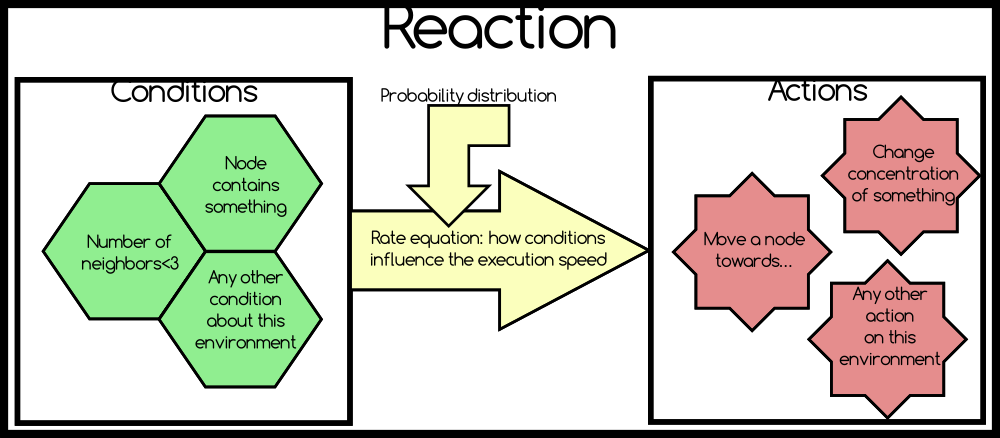 Reaction
Conditions
Number of
neighbors<3
Node
contains
something
Any other
condition
about this
environment
Probability distribution
Rate equation: how conditions
influence the execution speed
Actions
Move a node
towards...
Change
concentration
of something
Any other
action
on this
environment